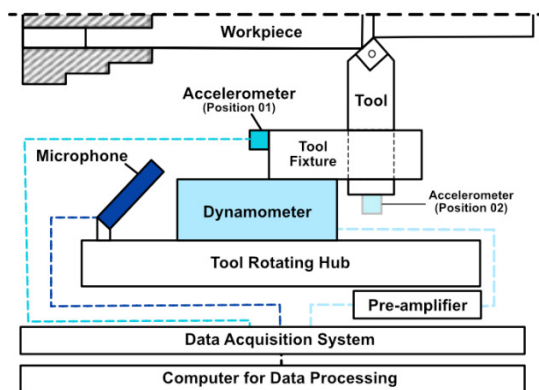 Workpiece
Tool
Accelerometer
(Position 01)
Tool
Fixture
Microphone
Accelerometer
(Position 02)
Dynamometer
Tool Rotating Hub
Pre-amplifier
Data Acquisition System
Computer for Data Processing